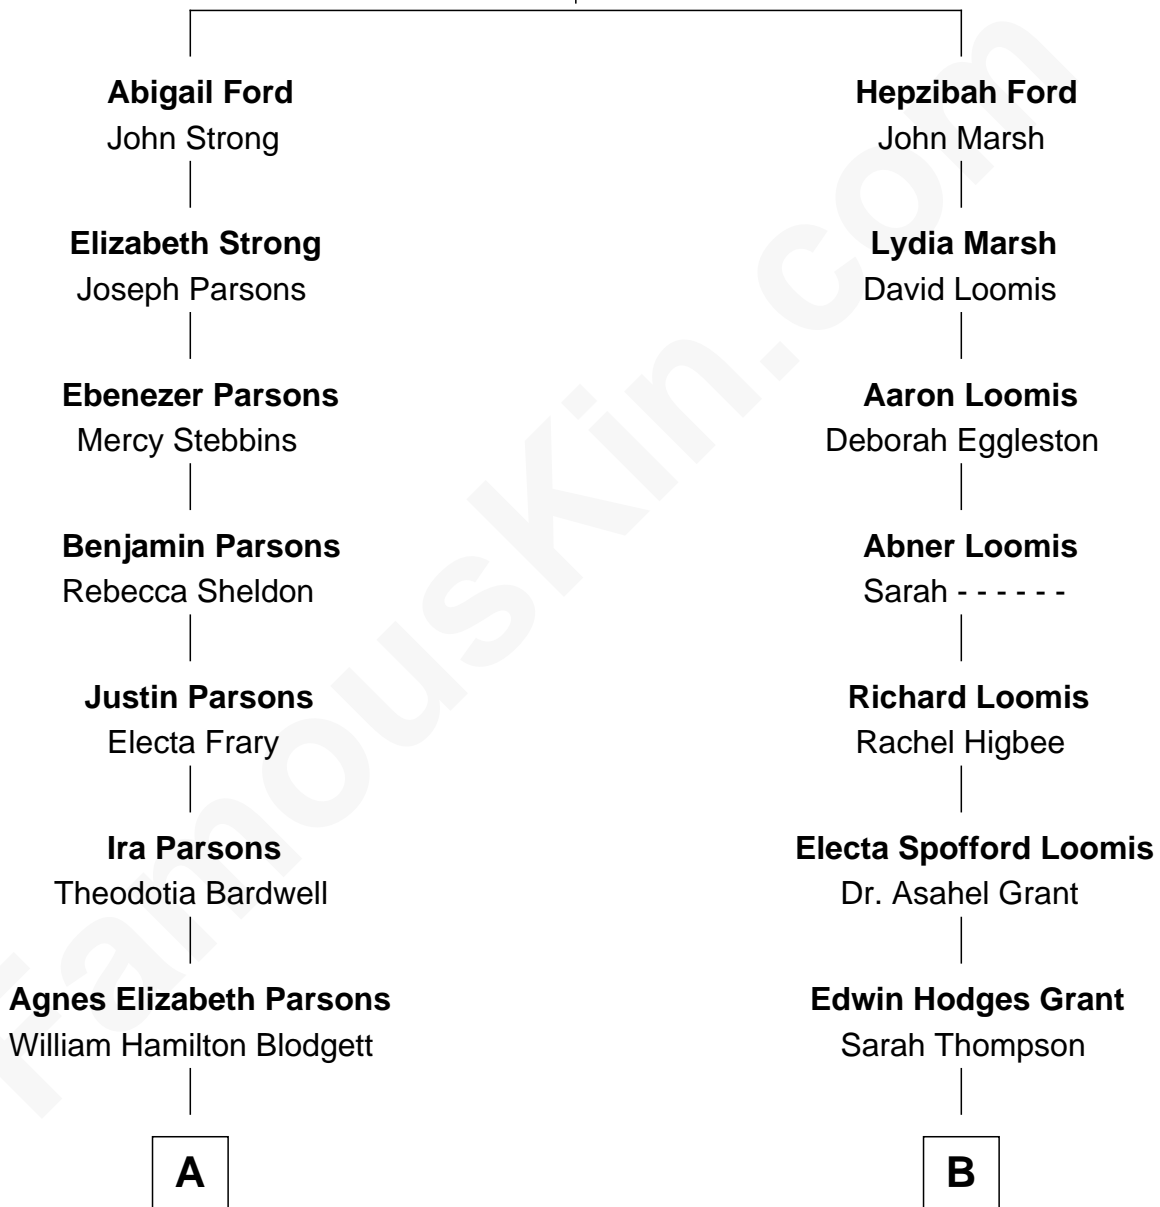 Abigail Ford
John Strong
Elizabeth Strong
Joseph Parsons
Ebenezer Parsons
Mercy Stebbins
Benjamin Parsons
Rebecca Sheldon
Justin Parsons
Electa Frary
Ira Parsons
Theodotia Bardwell
Agnes Elizabeth Parsons
William Hamilton Blodgett
A
Hepzibah Ford
John Marsh
Lydia Marsh
David Loomis
Aaron Loomis
Deborah Eggleston
Abner Loomis
Sarah - - - - - -
Richard Loomis
Rachel Higbee
Electa Spofford Loomis
Dr. Asahel Grant
Edwin Hodges Grant
Sarah Thompson
B
famouskin.com